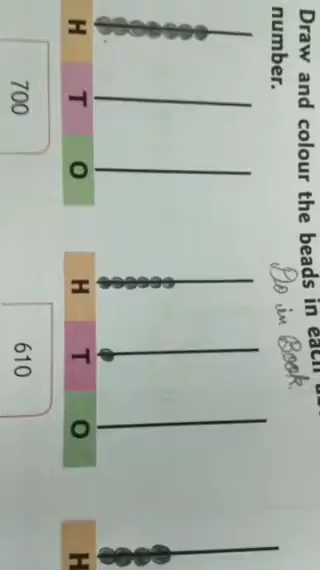 Draw and colour the beads in each
number.
Do in Book.
H T O
700
H T O
610
H